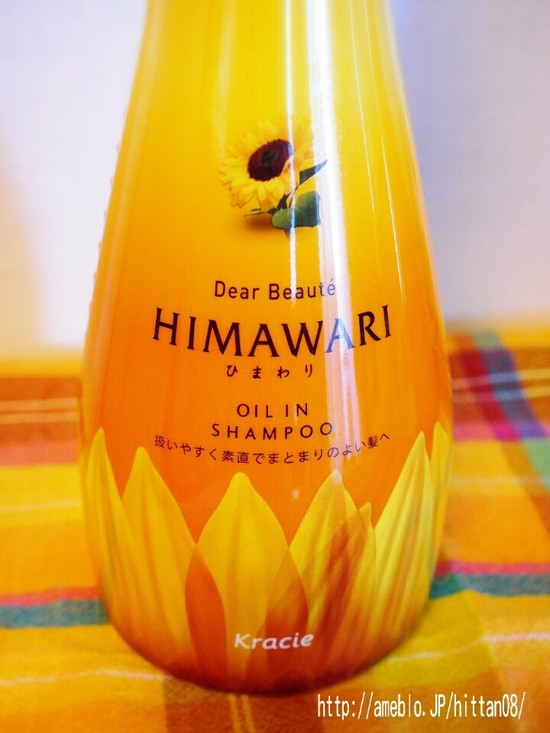 Dear Beauté
HIMAWARI
ひまわり
OIL IN
SHAMPOO
扱いやすく素直でまとまりのよい髪へ
Kracie
http://ameblo.JP/hittan08/